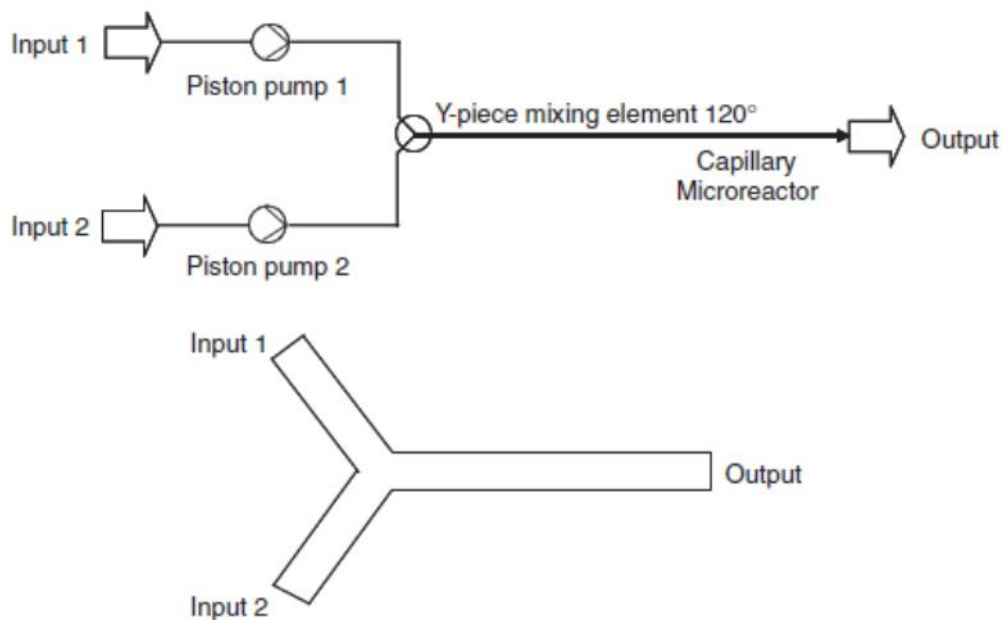 Input 1
Piston pump 1
Y-piece mixing element 120°
Output
Capillary
Microreactor
Input 2
Piston pump 2
Input 1
Output
Input 2